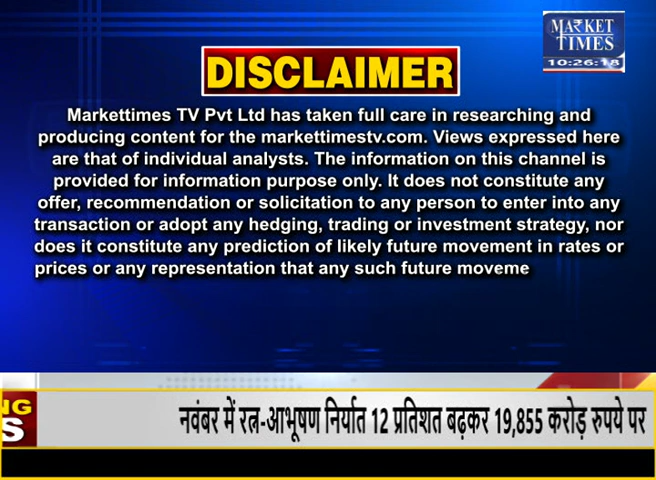 MARKET
TIMES
10:26:18
DISCLAIMER
Markettimes TV Pvt Ltd has taken full care in researching and
producing content for the markettimestv.com. Views expressed here
are that of individual analysts. The information on this channel is
provided for information purpose only. It does not constitute any
offer, recommendation or solicitation to any person to enter into any
transaction or adopt any hedging, trading or investment strategy, nor
does it constitute any prediction of likely future movement in rates or
prices or any representation that any such future moveme
NG
S
नवंबर में रत्न-आभूषण निर्यात 12 प्रतिशत बढ़कर 19,855 करोड़ रुपये पर